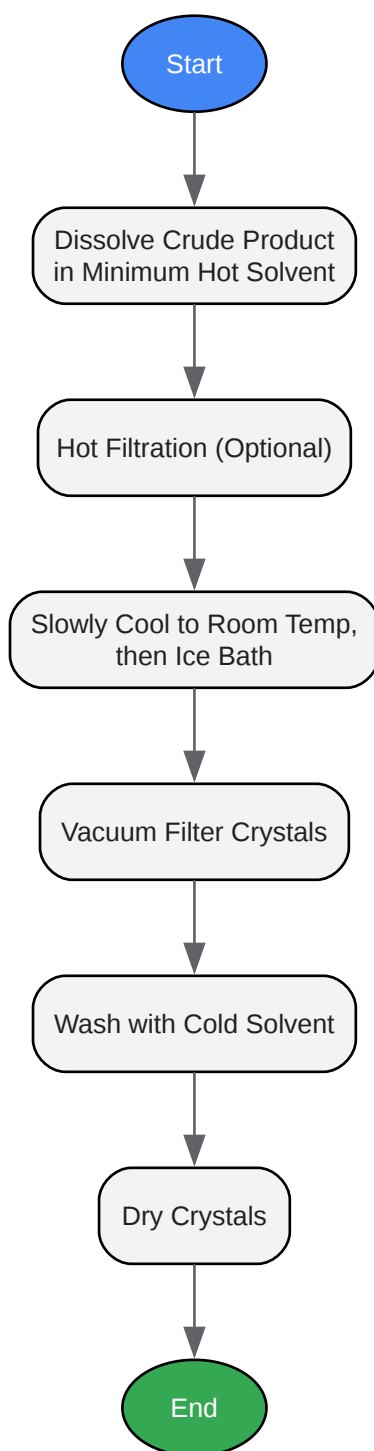 Start
Dissolve Crude Product
in Minimum Hot Solvent
Hot Filtration (Optional)
Slowly Cool to Room Temp,
then Ice Bath
Vacuum Filter Crystals
Wash with Cold Solvent
Dry Crystals
End